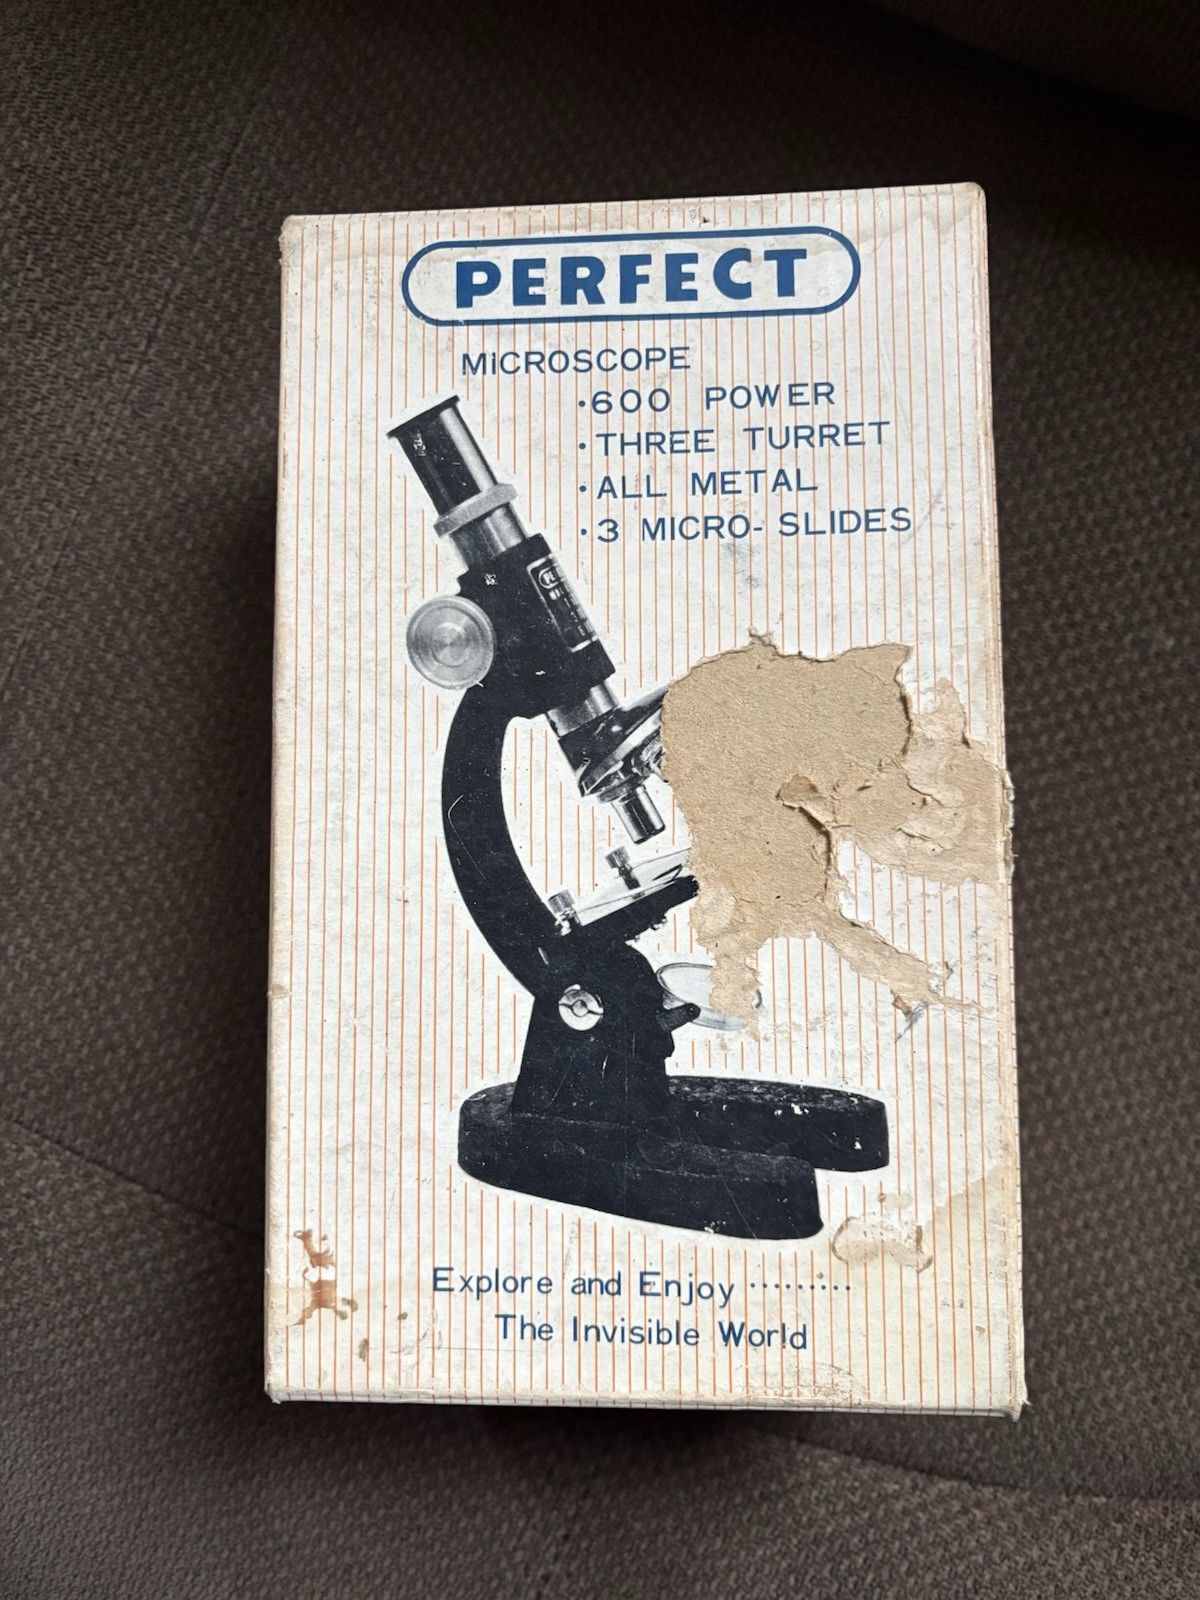 PERFECT
MICROSCOPE
·600 POWER
·THREE TURRET
·ALL METAL
·3 MICRO-SLIDES
Explore and Enjoy·········
The Invisible World